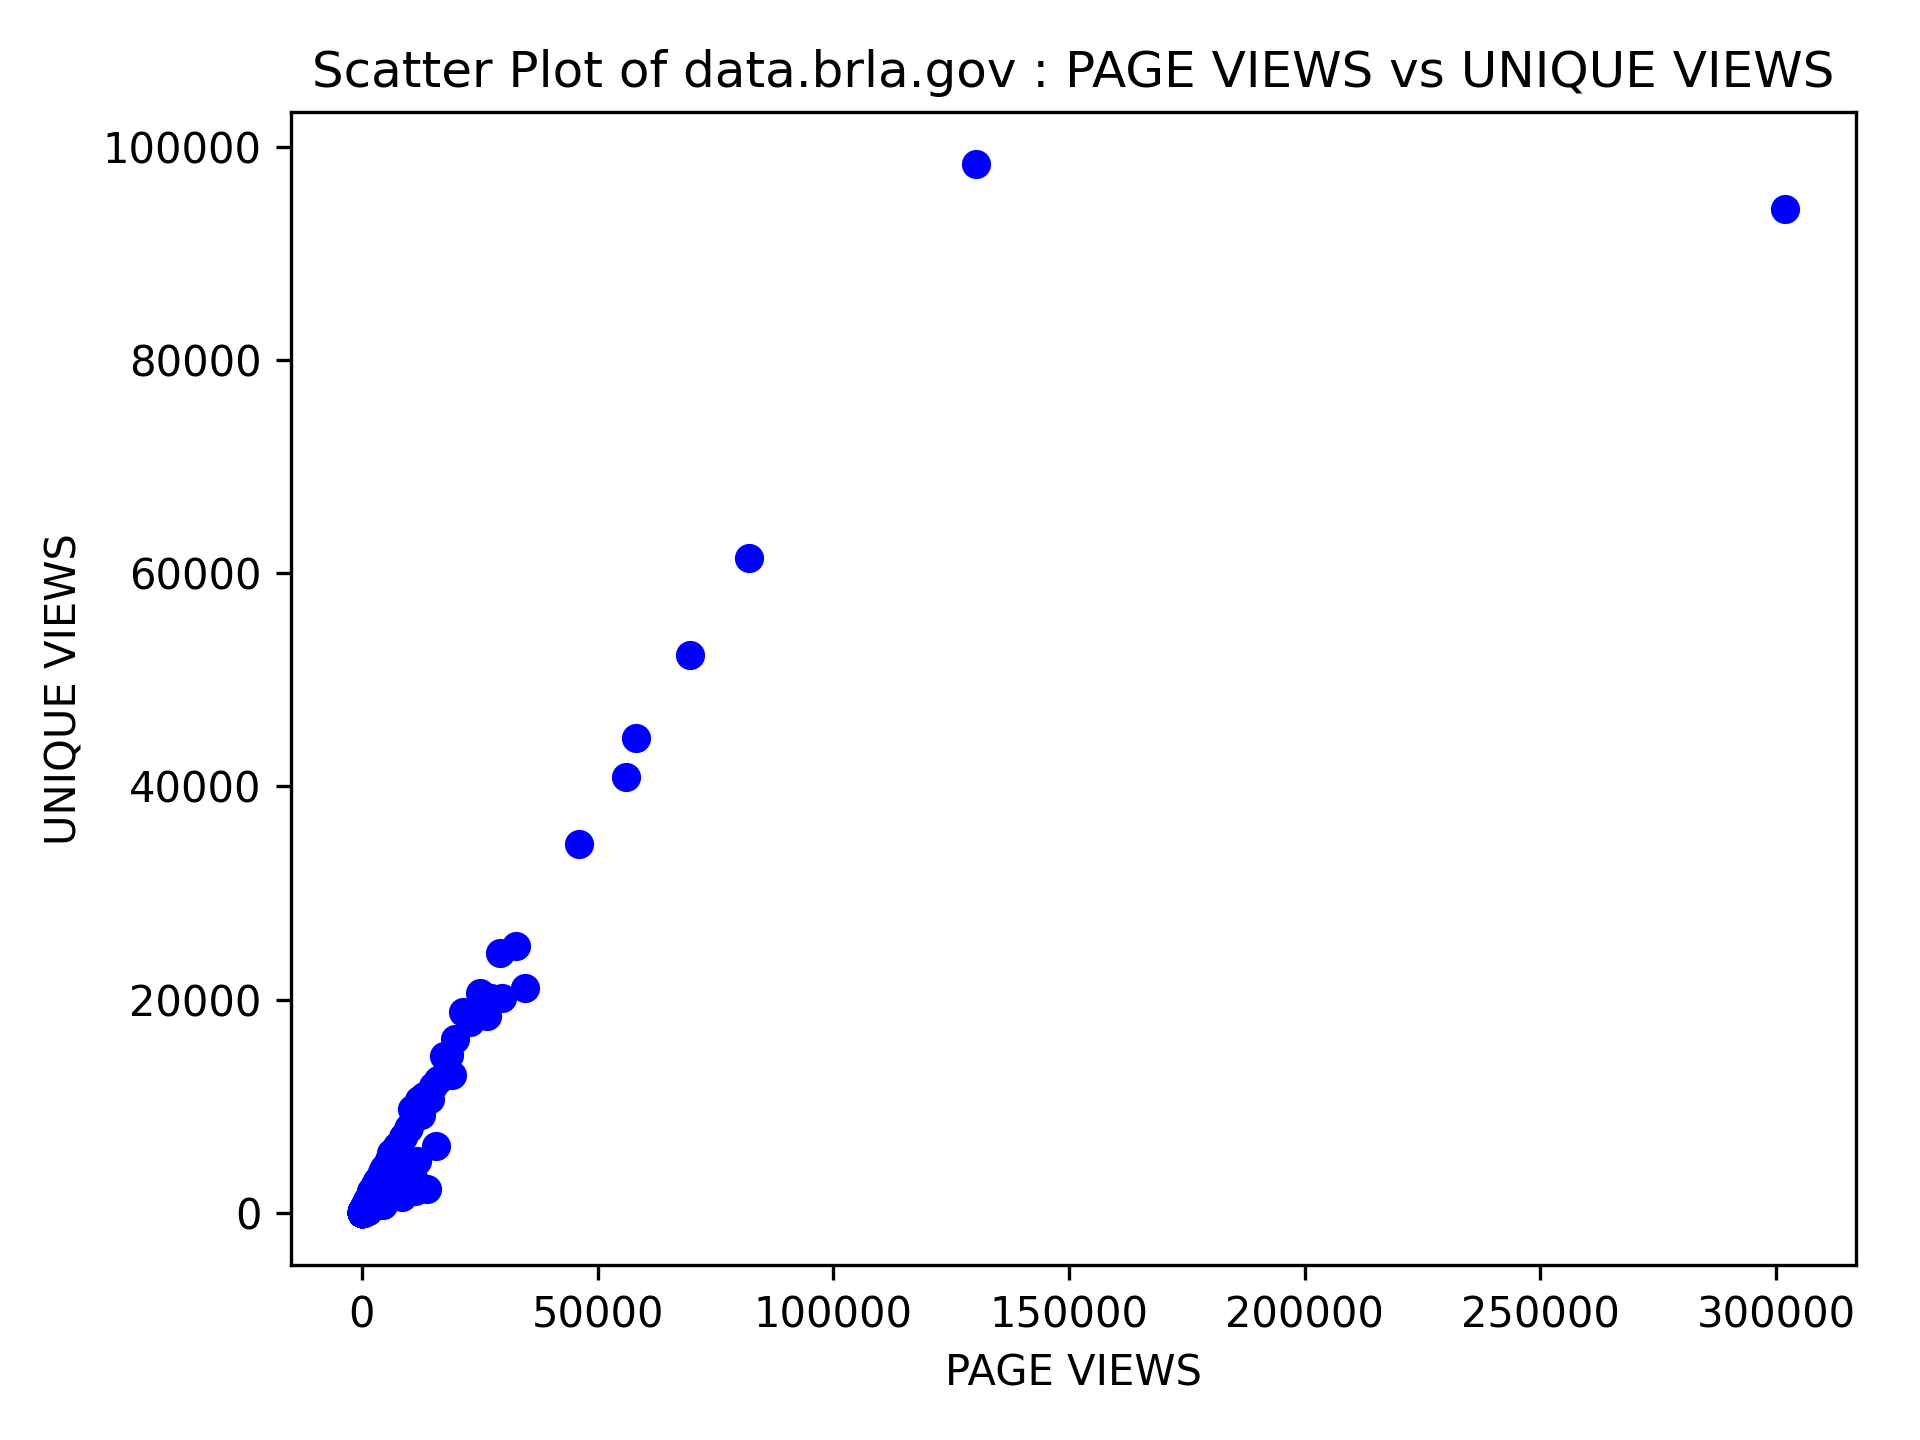 Scatter Plot of data.brla.gov : PAGE VIEWS vs UNIQUE VIEWS
100000
80000
60000
40000
20000
0
UNIQUE VIEWS
0 50000 100000 150000 200000 250000 300000
PAGE VIEWS